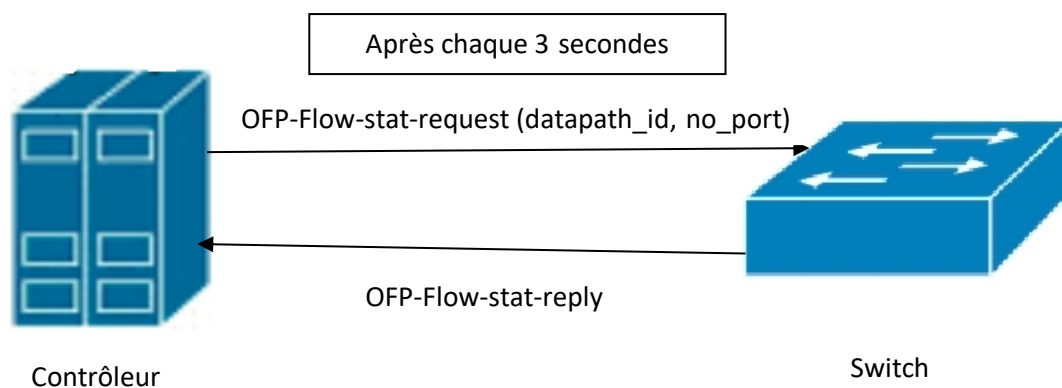 Après chaque 3 secondes
OFP-Flow-stat-request (datapath_id, no_port)
OFP-Flow-stat-reply
Contrôleur
Switch